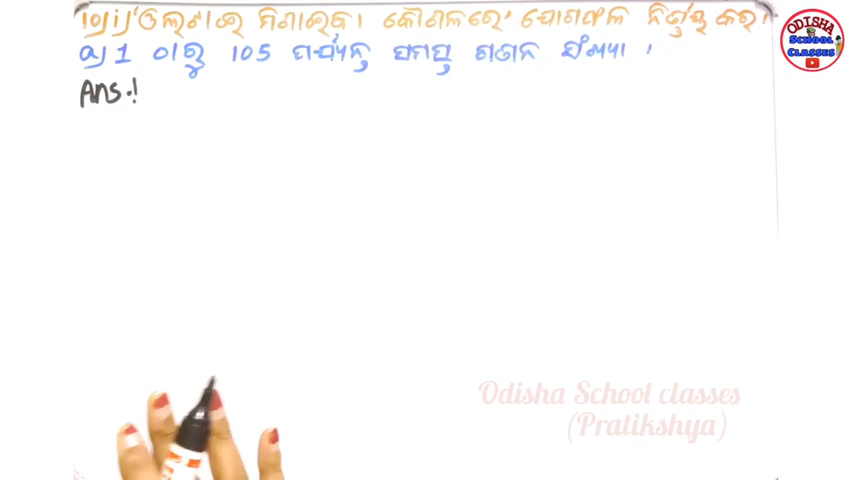 10) i) 'ଓଲଟାଇ ମିଶାଇବା କୌଶଳରେ' ଯୋଗଫଳ ନିର୍ଣ୍ଣୟ କର ।
a) 1 ଠାରୁ 105 ପର୍ଯ୍ୟନ୍ତ ସମସ୍ତ ଗଣନ ସଂଖ୍ୟା ।
Ans:-
ODISHA
SCHOOL
CLASSES
Odisha School classes
(Pratikshya)